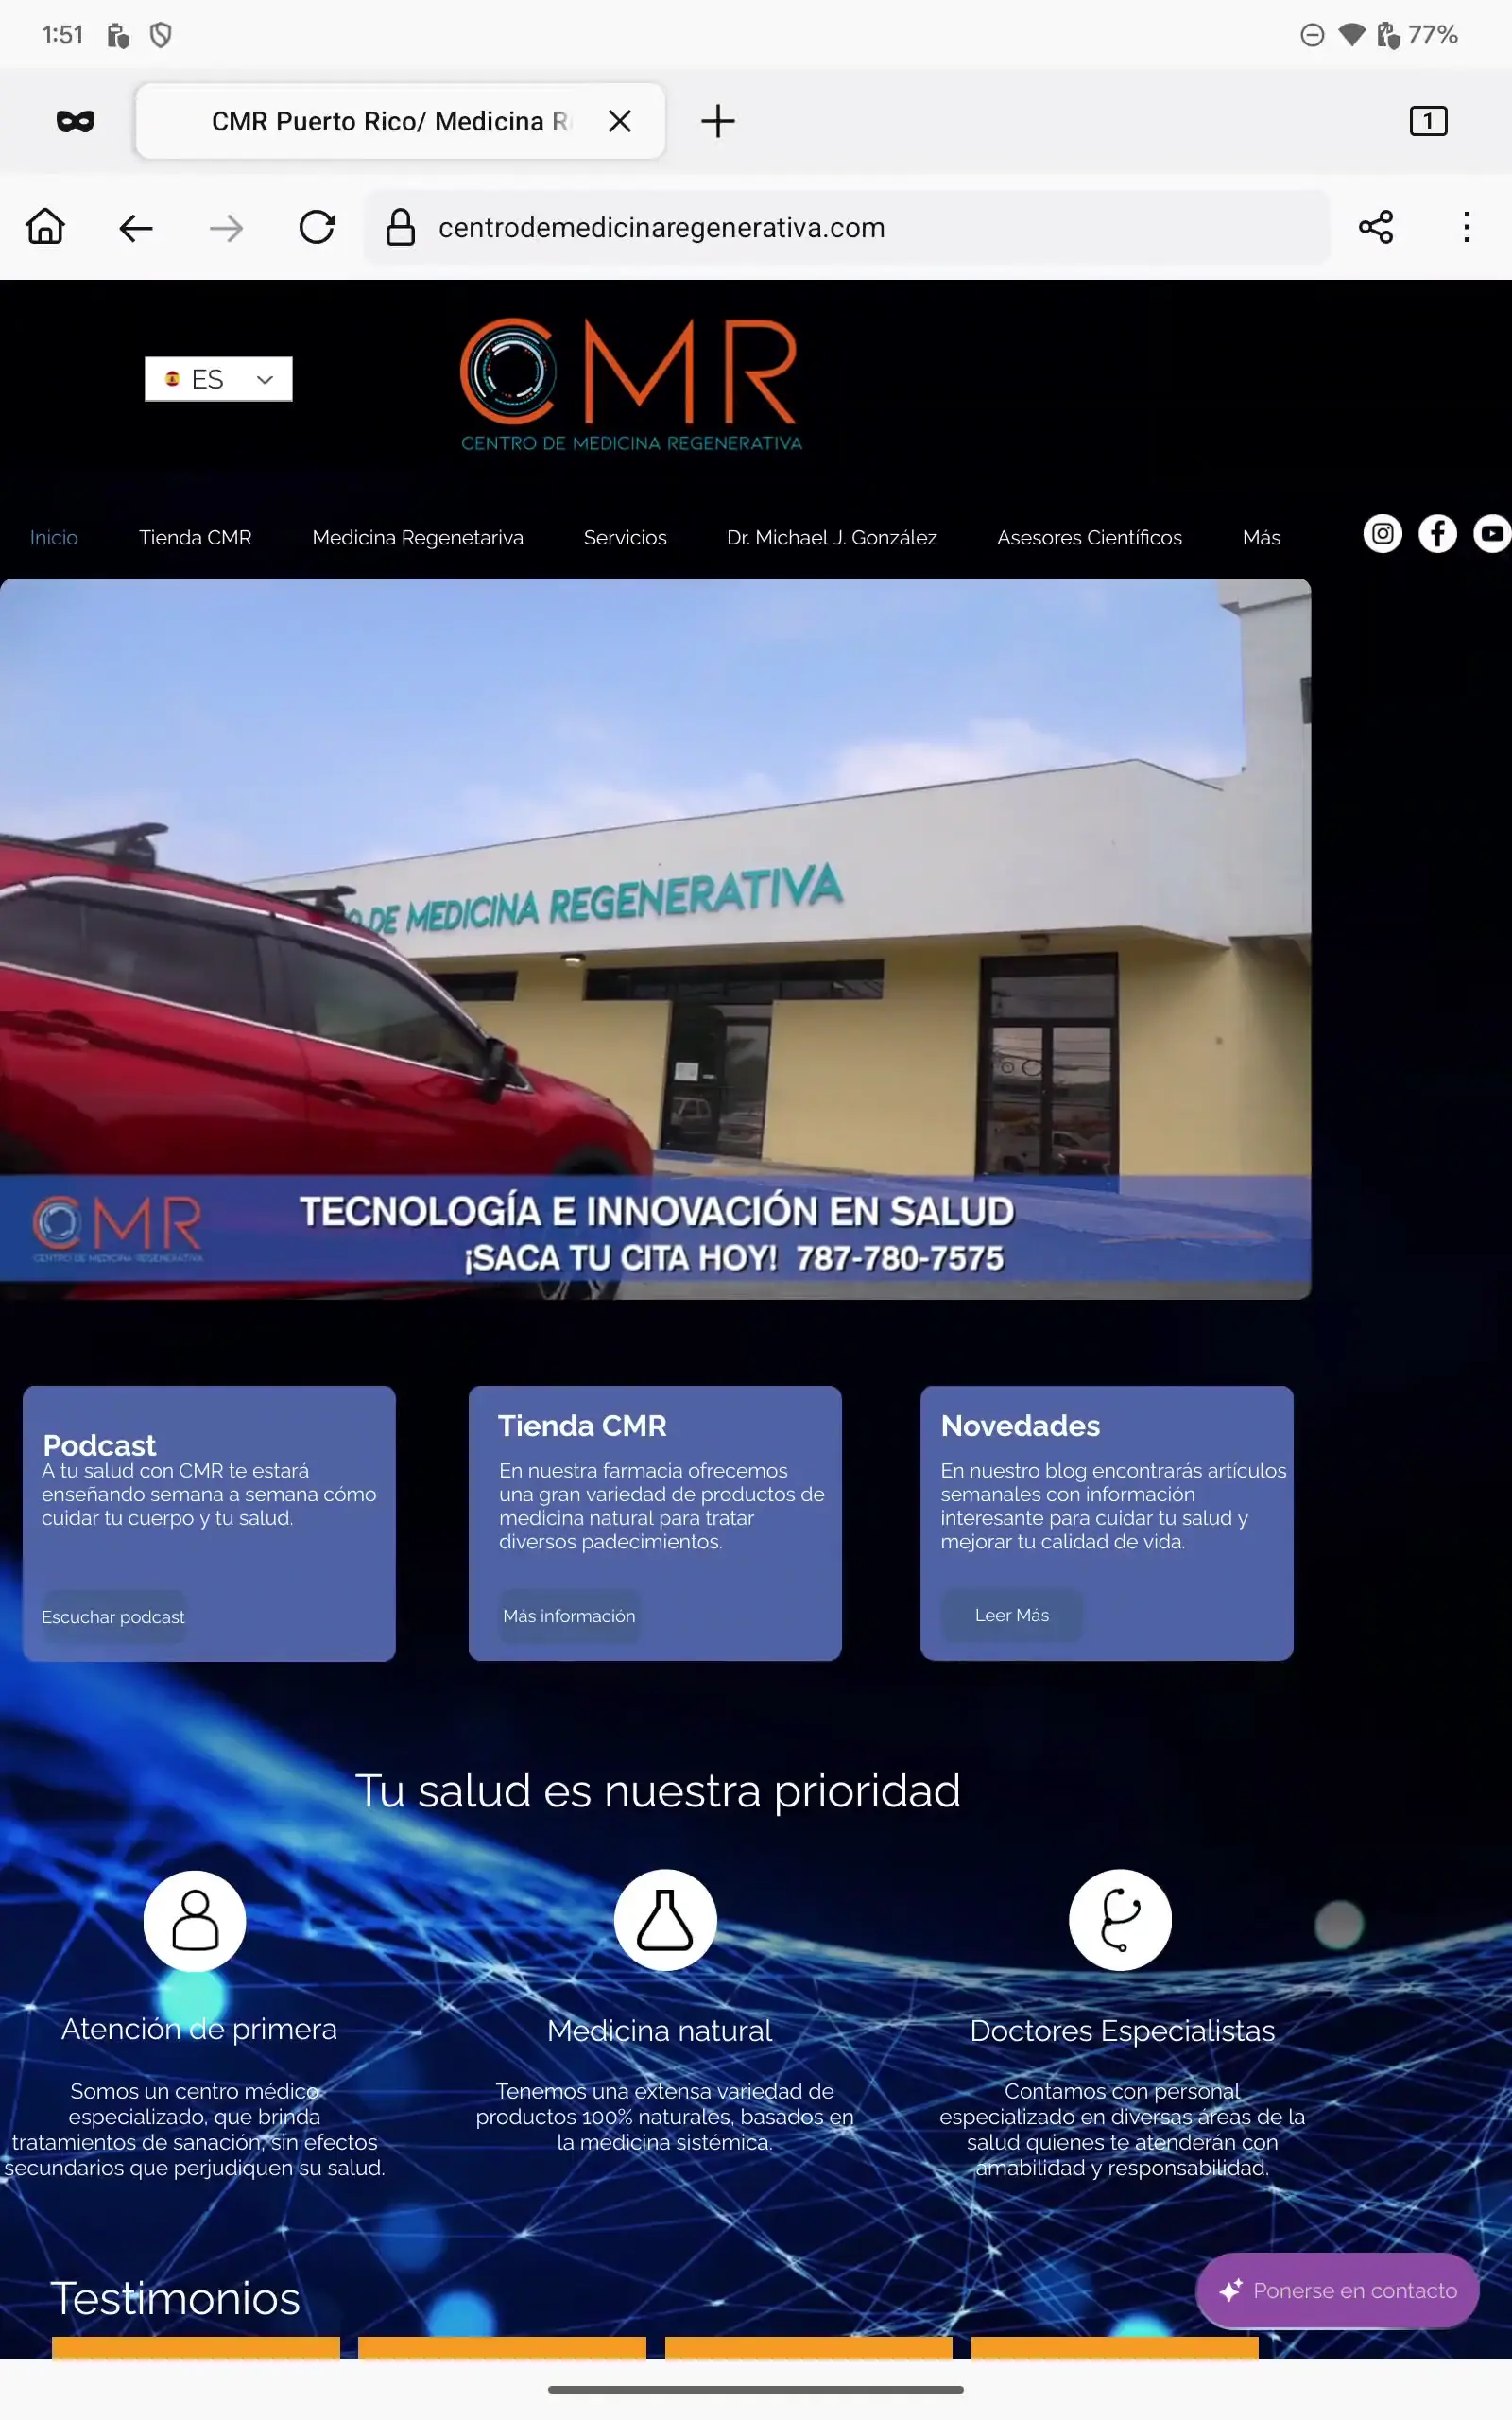 1:51
77%
CMR Puerto Rico/ Medicina R
1
centrodemedicinaregenerativa.com
ES
CMR
CENTRO DE MEDICINA REGENERATIVA
Inicio
Tienda CMR
Medicina Regenetariva
Servicios
Dr. Michael J. González
Asesores Científicos
Más
O DE MEDICINA REGENERATIVA
CMR
CENTRO DE MEDICINA REGENERATIVA
TECNOLOGÍA E INNOVACIÓN EN SALUD
¡SACA TU CITA HOY! 787-780-7575
Podcast
A tu salud con CMR te estará
enseñando semana a semana cómo
cuidar tu cuerpo y tu salud.
Escuchar podcast
Tienda CMR
En nuestra farmacia ofrecemos
una gran variedad de productos de
medicina natural para tratar
diversos padecimientos.
Más información
Novedades
En nuestro blog encontrarás artículos
semanales con información
interesante para cuidar tu salud y
mejorar tu calidad de vida.
Leer Más
Tu salud es nuestra prioridad
Atención de primera
Somos un centro médico
especializado, que brinda
tratamientos de sanación, sin efectos
secundarios que perjudiquen su salud.
Medicina natural
Tenemos una extensa variedad de
productos 100% naturales, basados en
la medicina sistémica.
Doctores Especialistas
Contamos con personal
especializado en diversas áreas de la
salud quienes te atenderán con
amabilidad y responsabilidad.
Testimonios
Ponerse en contacto